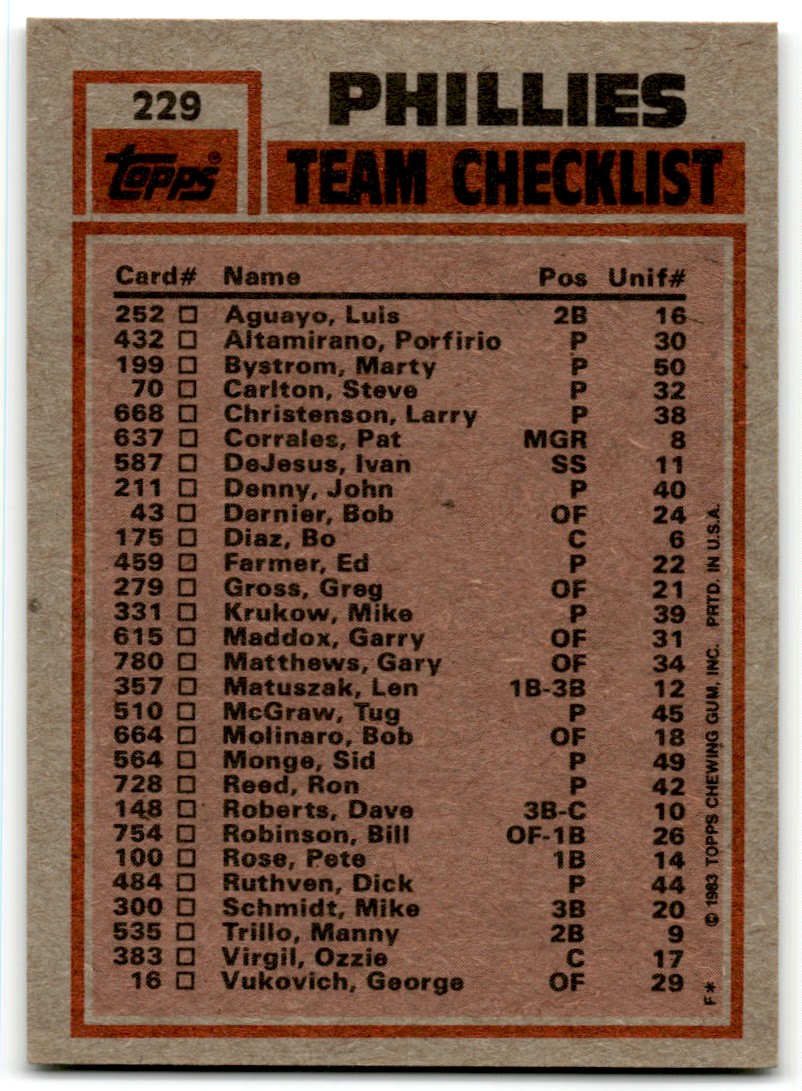 229
PHILLIES
Topps®
TEAM CHECKLIST
Card# Name Pos Unif#
252 □ Aguayo, Luis 2B 16
432 □ Altamirano, Porfirio P 30
199 □ Bystrom, Marty P 50
70 □ Carlton, Steve P 32
668 □ Christenson, Larry P 38
637 □ Corrales, Pat MGR 8
587 □ DeJesus, Ivan SS 11
211 □ Denny, John P 40
43 □ Dernier, Bob OF 24
175 □ Diaz, Bo C 6
459 □ Farmer, Ed P 22
279 □ Gross, Greg OF 21
331 □ Krukow, Mike P 39
615 □ Maddox, Garry OF 31
780 □ Matthews, Gary OF 34
357 □ Matuszak, Len 1B-3B 12
510 □ McGraw, Tug P 45
664 □ Molinaro, Bob OF 18
564 □ Monge, Sid P 49
728 □ Reed, Ron P 42
148 □ Roberts, Dave 3B-C 10
754 □ Robinson, Bill OF-1B 26
100 □ Rose, Pete 1B 14
484 □ Ruthven, Dick P 44
300 □ Schmidt, Mike 3B 20
535 □ Trillo, Manny 2B 9
383 □ Virgil, Ozzie C 17
16 □ Vukovich, George OF 29
F* © 1983 TOPPS CHEWING GUM, INC. PRTD. IN U.S.A.